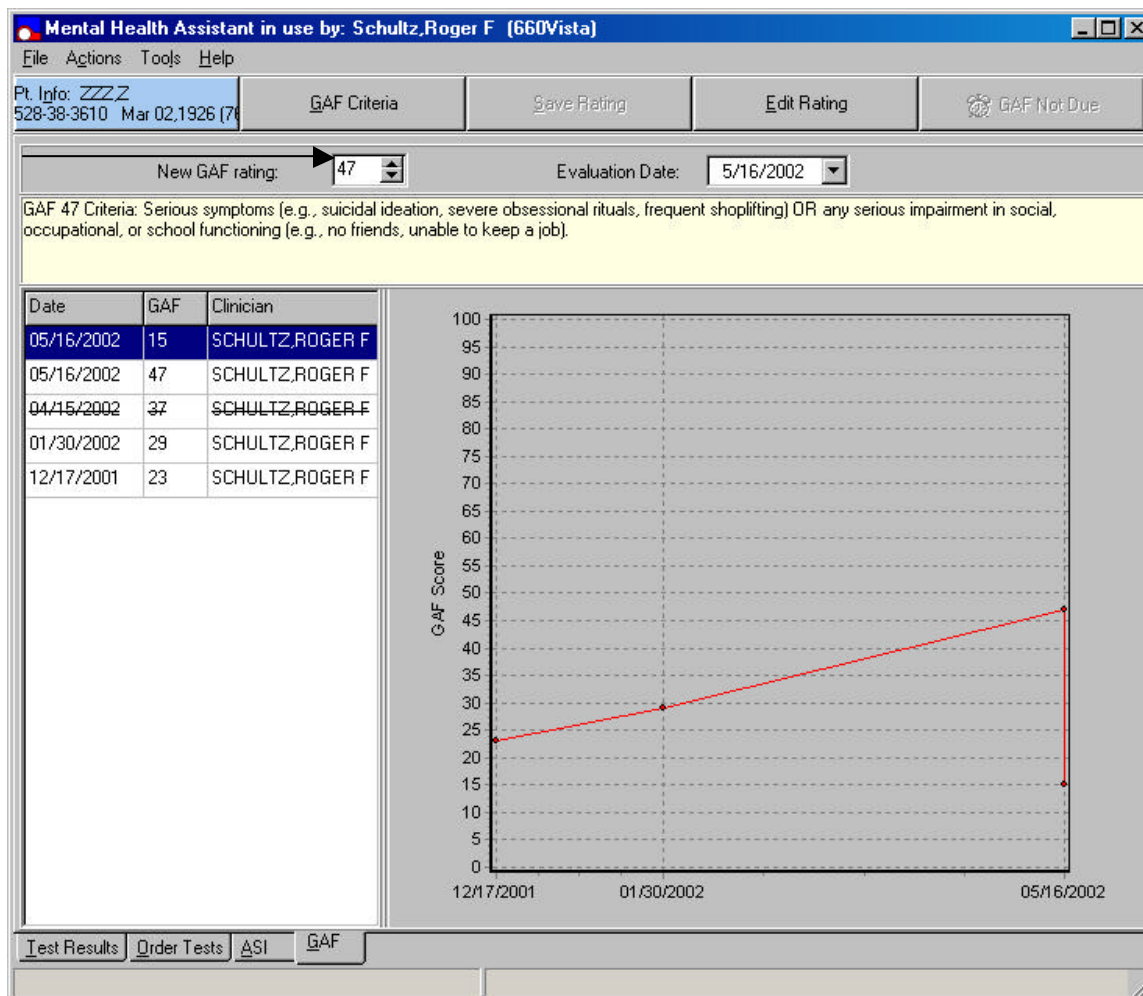 Mental Health Assistant in use by: Schultz,Roger F (660Vista)
File Actions Tools Help
Pt. Info: ZZZ,Z
528-38-3610 Mar 02,1926 (76
GAF Criteria
Save Rating
Edit Rating
GAF Not Due
New GAF rating: 47 Evaluation Date: 5/16/2002
GAF 47 Criteria: Serious symptoms (e.g., suicidal ideation, severe obsessional rituals, frequent shoplifting) OR any serious impairment in social,
occupational, or school functioning (e.g., no friends, unable to keep a job).
Date GAF Clinician
05/16/2002 15 SCHULTZ,ROGER F
05/16/2002 47 SCHULTZ,ROGER F
04/15/2002 37 SCHULTZ,ROGER F
01/30/2002 29 SCHULTZ,ROGER F
12/17/2001 23 SCHULTZ,ROGER F
GAF Score
100
95
90
85
80
75
70
65
60
55
50
45
40
35
30
25
20
15
10
5
0
12/17/2001 01/30/2002 05/16/2002
Test Results Order Tests ASI GAF